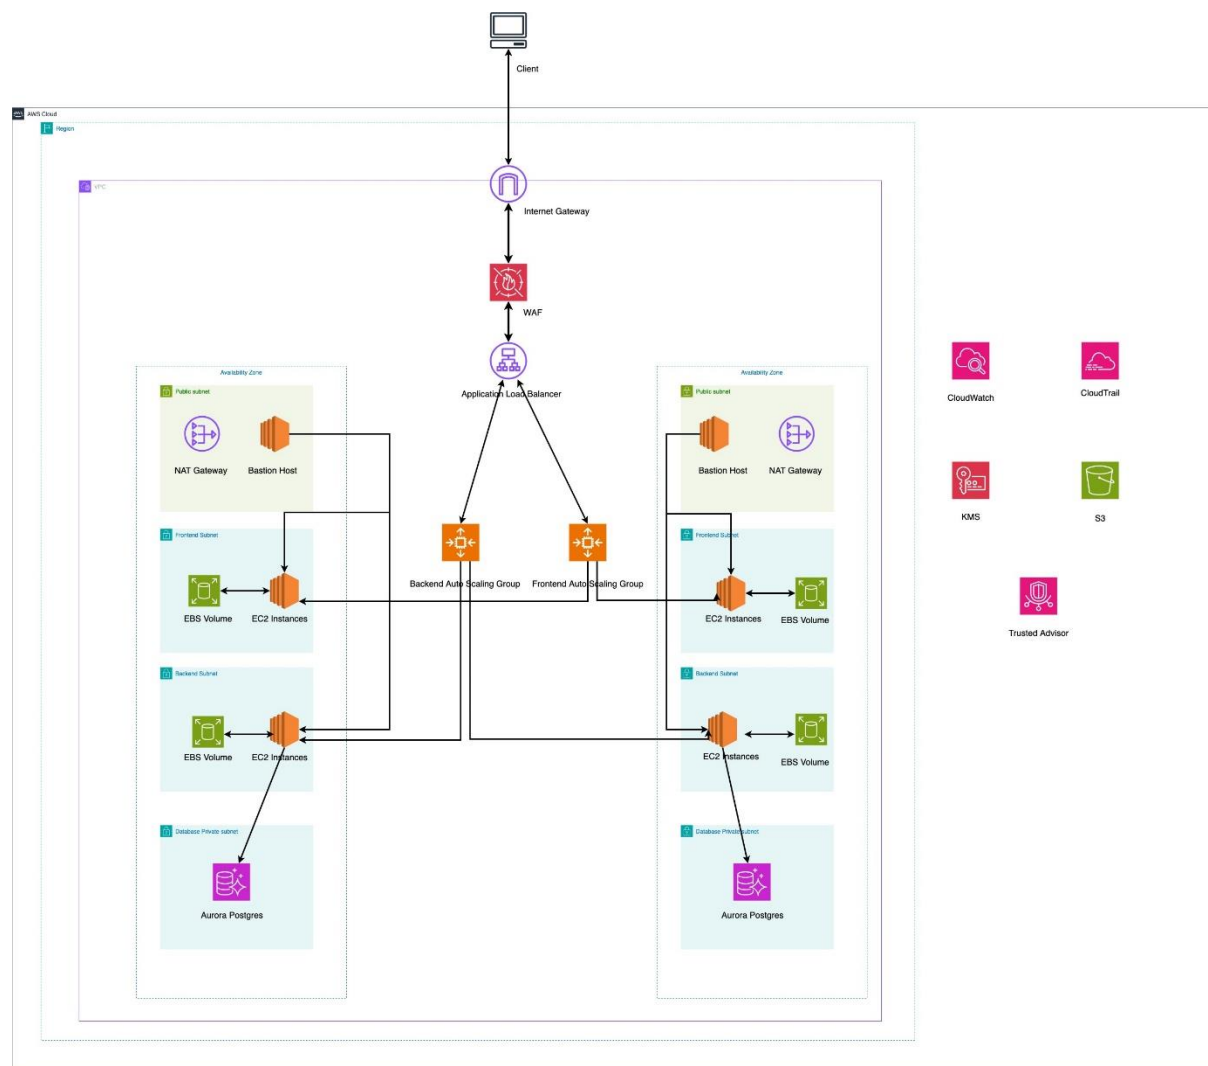 Client
aws
AWS Cloud
Region
VPC
Internet Gateway
WAF
Application Load Balancer
Availability Zone
Public subnet
NAT Gateway
Bastion Host
Frontend Subnet
EBS Volume
EC2 Instances
Backend Subnet
EBS Volume
EC2 Instances
Database Private subnet
Aurora Postgres
Backend Auto Scaling Group
Frontend Auto Scaling Group
Availability Zone
Public subnet
Bastion Host
NAT Gateway
Frontend Subnet
EC2 Instances
EBS Volume
Backend Subnet
EC2 Instances
EBS Volume
Database Private subnet
Aurora Postgres
CloudWatch
CloudTrail
KMS
S3
Trusted Advisor